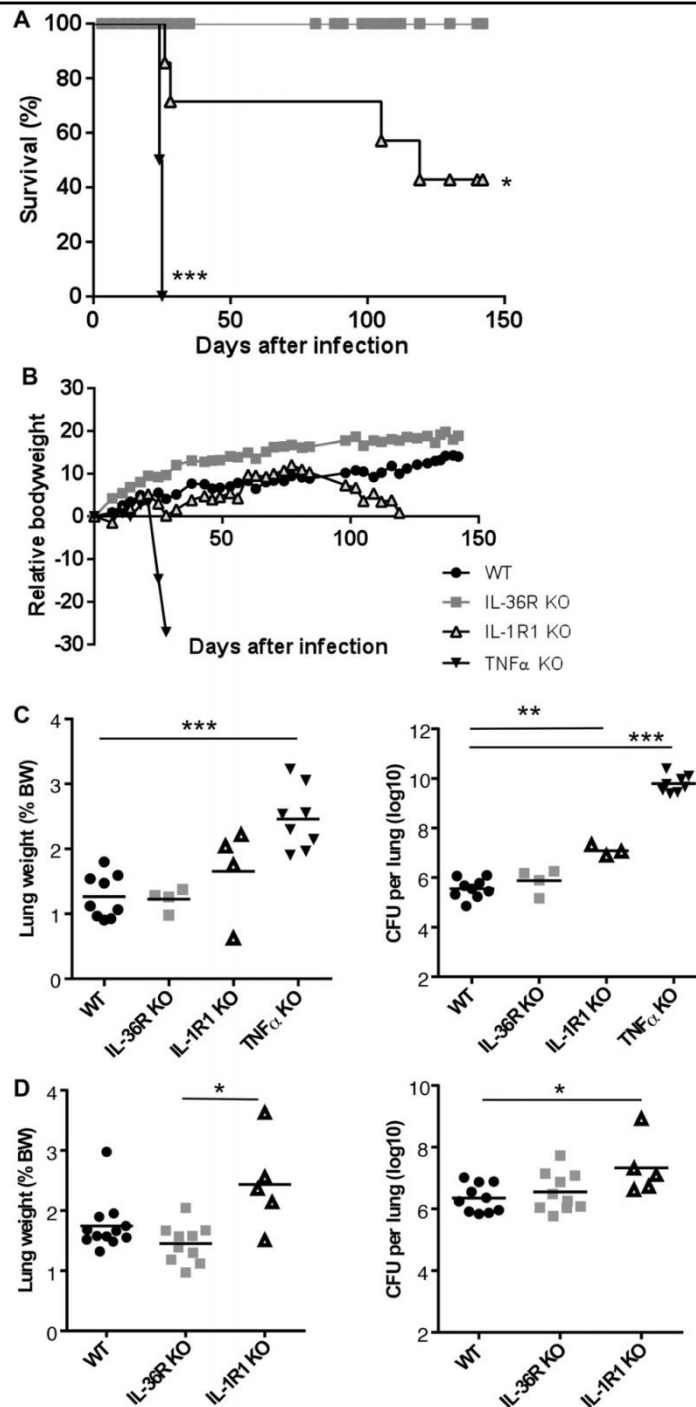 A
100
80
60
40
20
0
Survival (%)
*
***
0 50 100 150
Days after infection
B
30
20
10
0
-10
-20
-30
Relative bodyweight
50 100 150
WT
IL-36R KO
IL-1R1 KO
TNFα KO
Days after infection
C
4
3
2
1
0
Lung weight (% BW)
***
WT IL-36R KO IL-1R1 KO TNFα KO
12
10
8
6
4
2
CFU per lung (log10)
**
***
WT IL-36R KO IL-1R1 KO TNFα KO
D
4
3
2
1
0
Lung weight (% BW)
*
WT IL-36R KO IL-1R1 KO
10
8
6
4
2
CFU per lung (log10)
*
WT IL-36R KO IL-1R1 KO